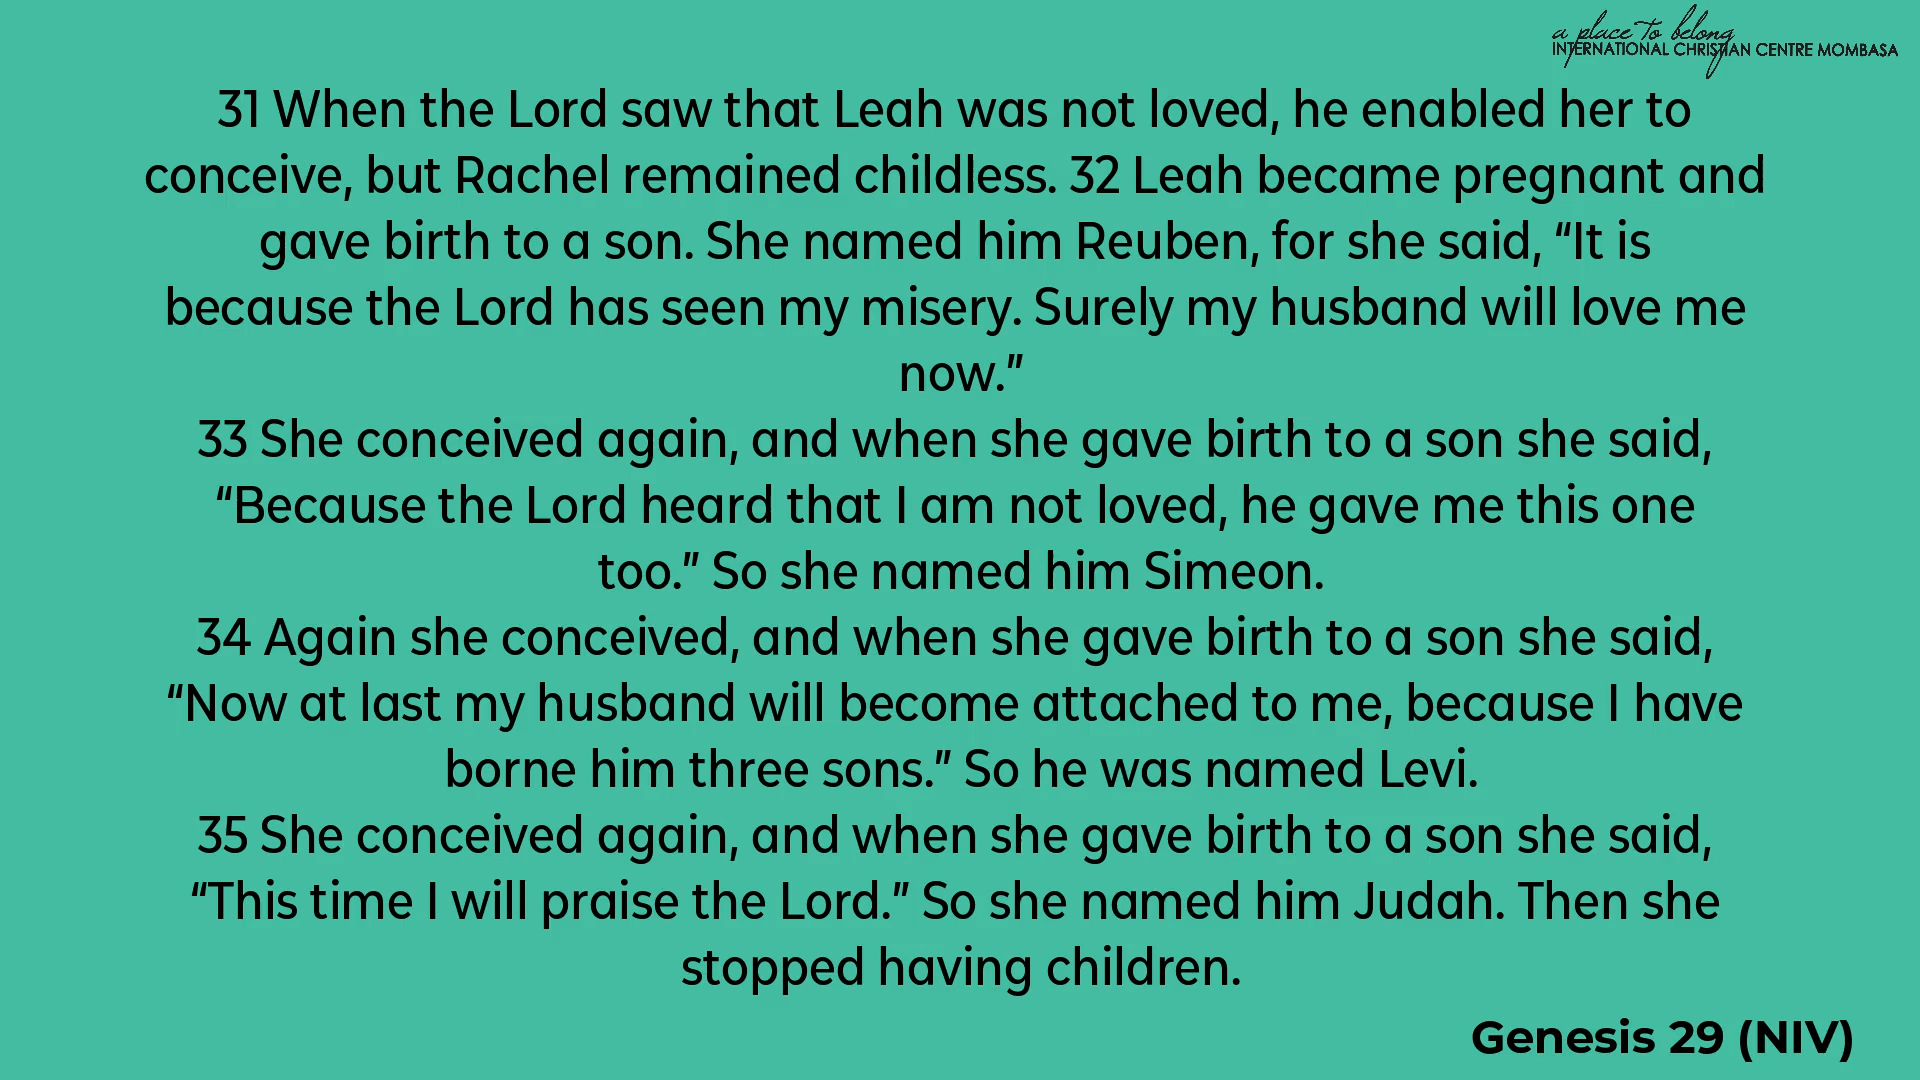 a place to belong
INTERNATIONAL CHRISTIAN CENTRE MOMBASA
31 When the Lord saw that Leah was not loved, he enabled her to
conceive, but Rachel remained childless. 32 Leah became pregnant and
gave birth to a son. She named him Reuben, for she said, “It is
because the Lord has seen my misery. Surely my husband will love me
now.”
33 She conceived again, and when she gave birth to a son she said,
“Because the Lord heard that I am not loved, he gave me this one
too.” So she named him Simeon.
34 Again she conceived, and when she gave birth to a son she said,
“Now at last my husband will become attached to me, because I have
borne him three sons.” So he was named Levi.
35 She conceived again, and when she gave birth to a son she said,
“This time I will praise the Lord.” So she named him Judah. Then she
stopped having children.
Genesis 29 (NIV)